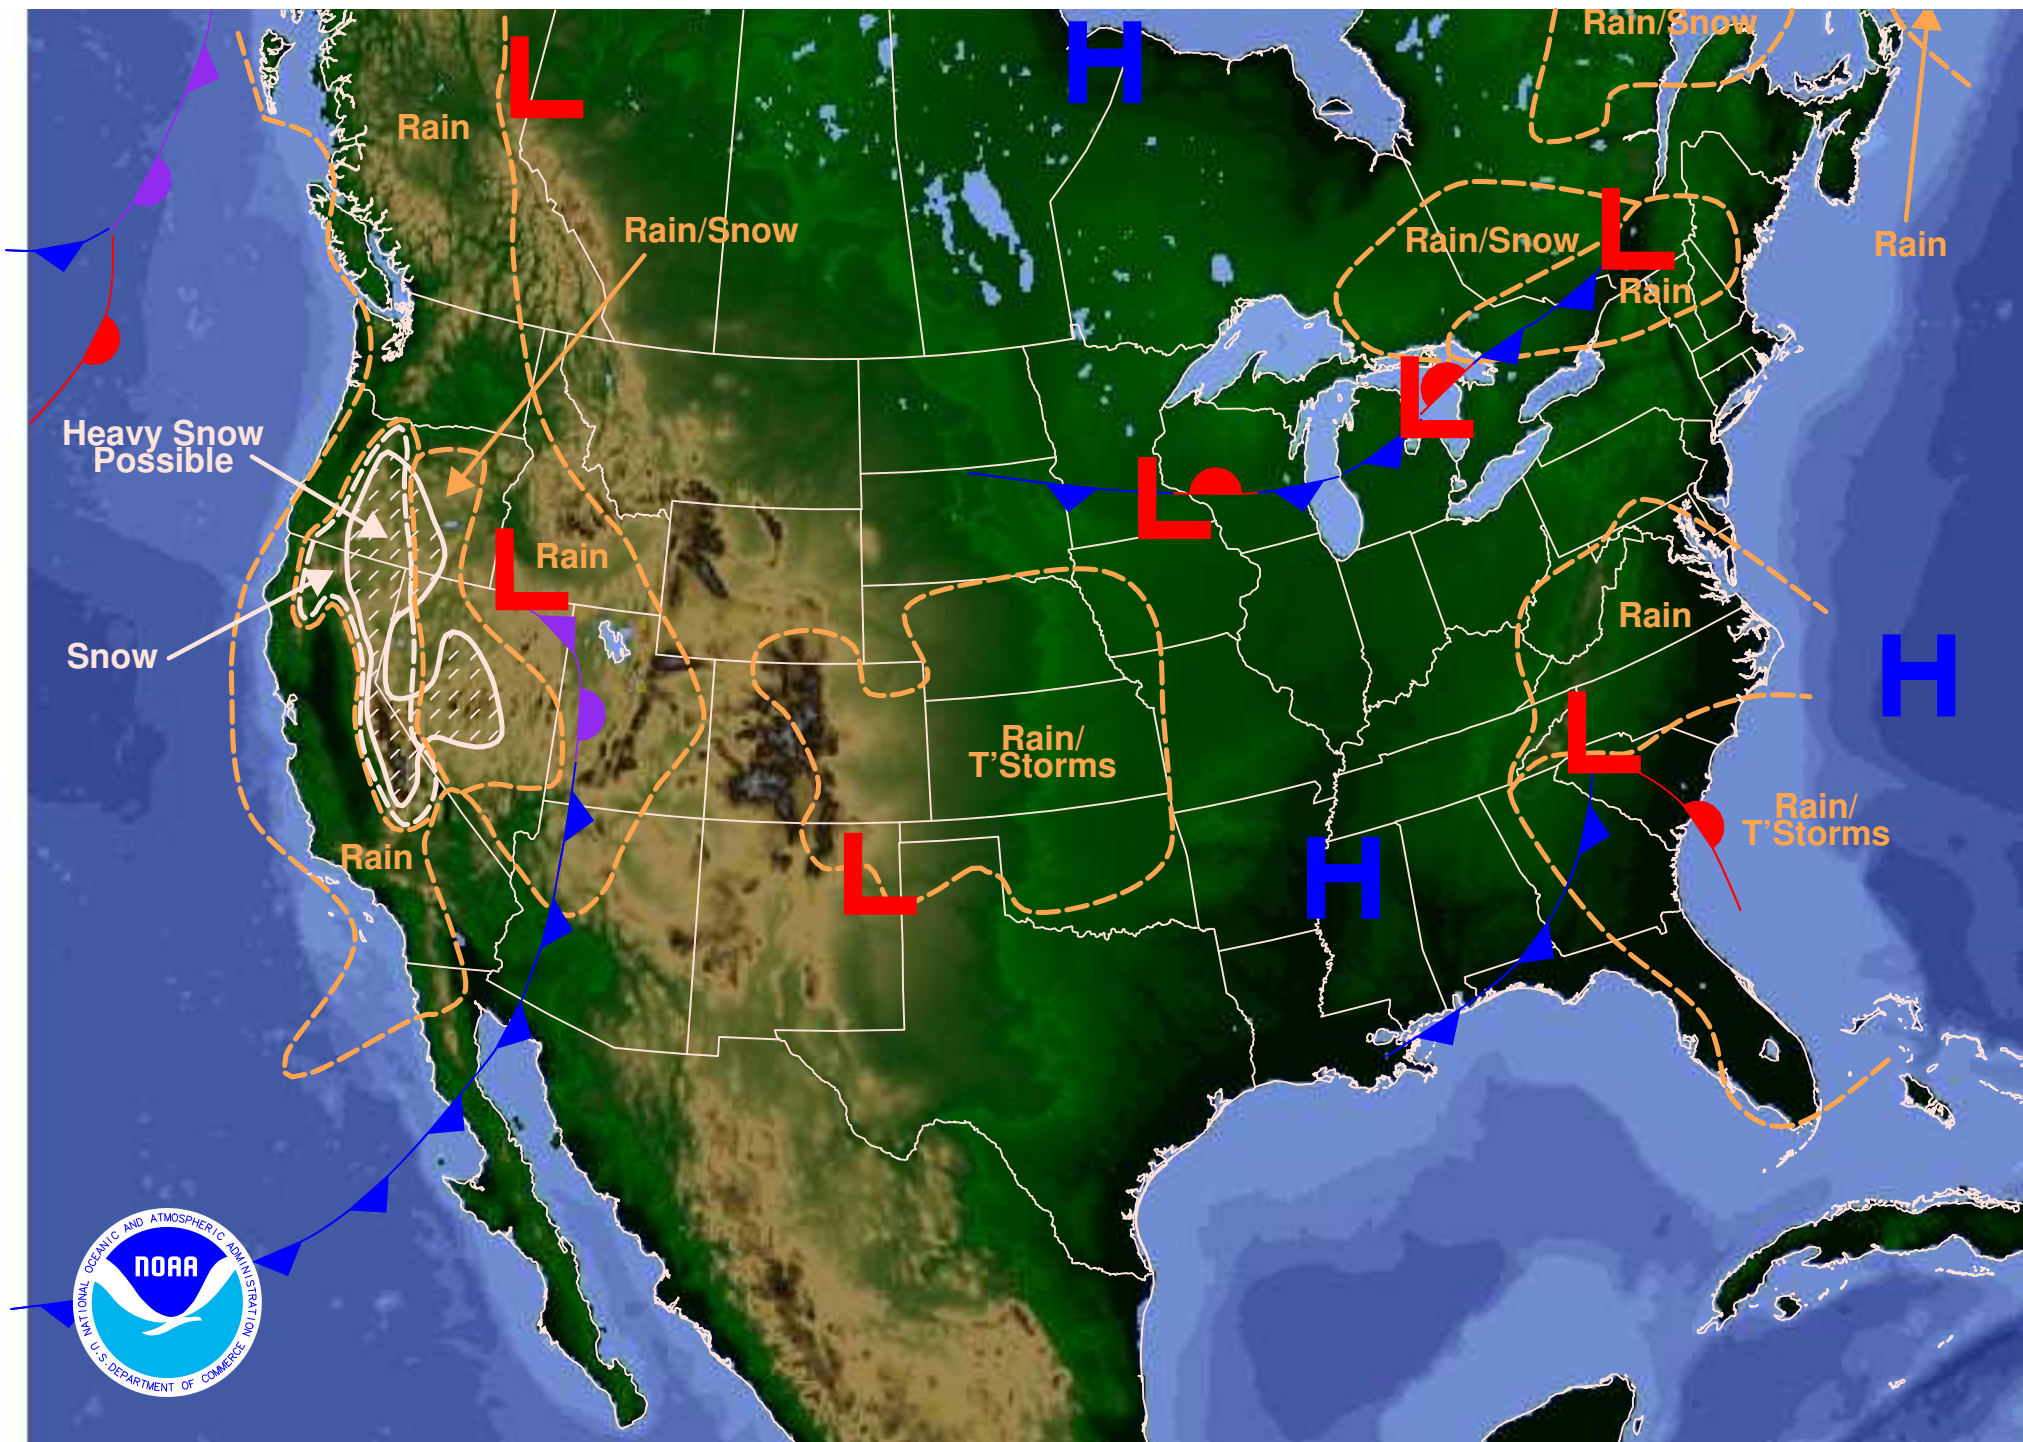 Rain/Snow
H
L
Rain
Rain/Snow
L
Rain/Snow
Rain
Rain
L
Heavy Snow
Possible
L
L
Rain
Snow
Rain
H
L
Rain/
T'Storms
Rain/
T'Storms
Rain
L
H
NATIONAL OCEANIC AND ATMOSPHERIC ADMINISTRATION
NOAA
U.S. DEPARTMENT OF COMMERCE